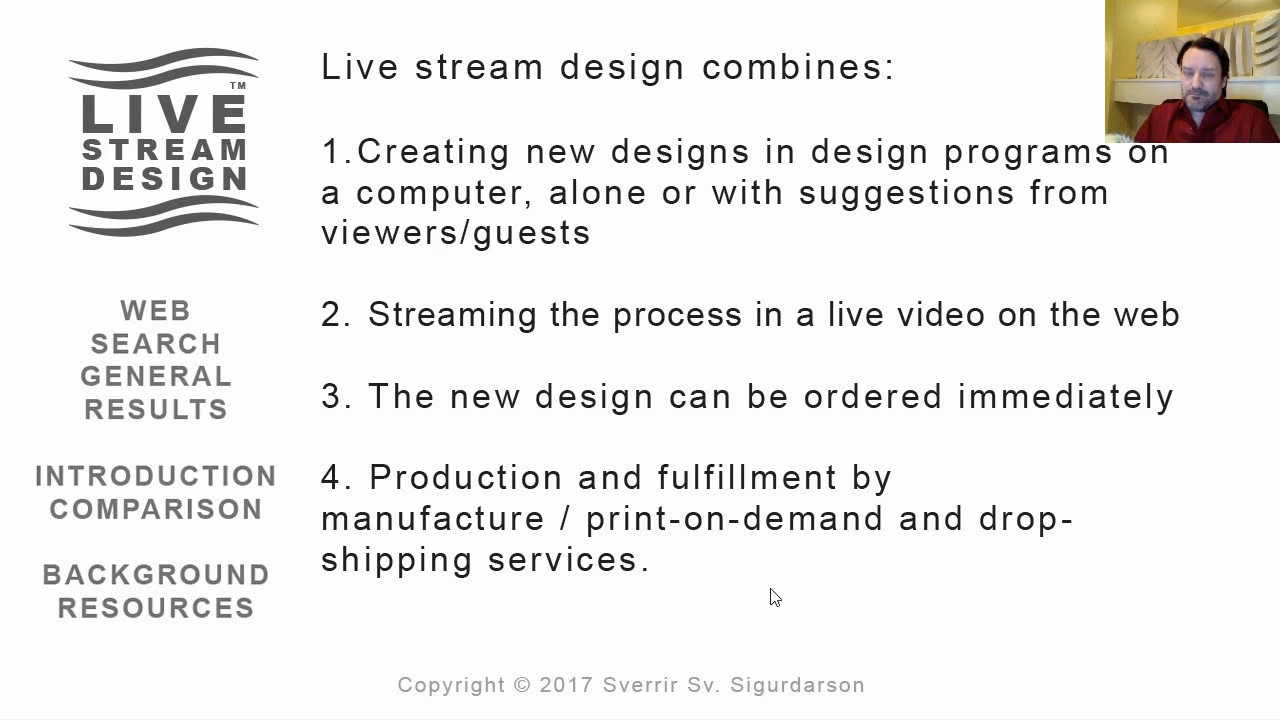 ™
LIVE
STREAM
DESIGN
WEB
SEARCH
GENERAL
RESULTS
INTRODUCTION
COMPARISON
BACKGROUND
RESOURCES
Live stream design combines:
1.Creating new designs in design programs on
a computer, alone or with suggestions from
viewers/guests
2. Streaming the process in a live video on the web
3. The new design can be ordered immediately
4. Production and fulfillment by
manufacture / print-on-demand and drop-
shipping services.
Copyright © 2017 Sverrir Sv. Sigurdarson